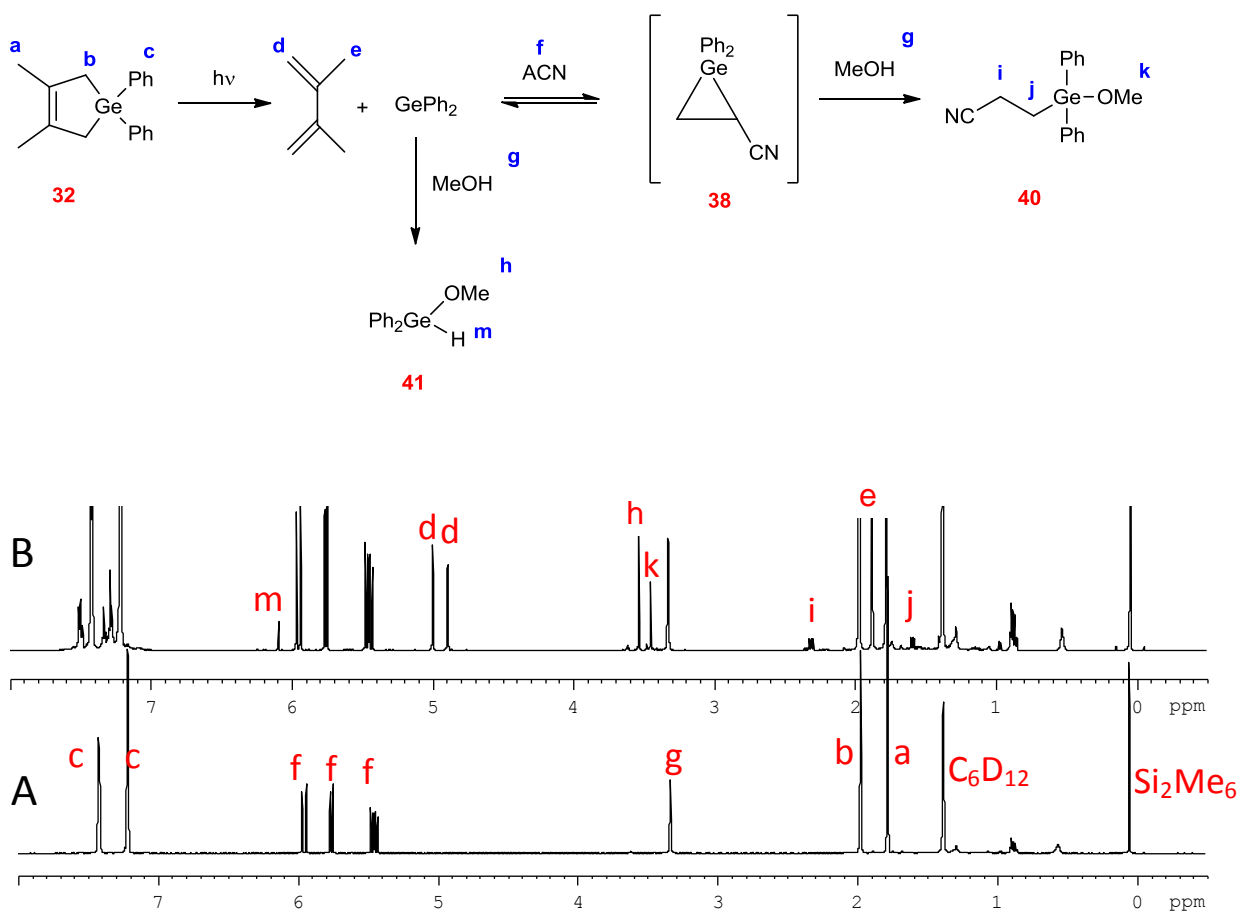 a
b
c
Ph
Ge
Ph
32
hν
d
e
+
GePh2
f
ACN
Ph2
Ge
CN
38
g
MeOH
i
j
NC
Ph
Ge
OMe
Ph
k
40
MeOH
g
h
OMe
Ph2Ge
H
m
41
B
m
d
d
h
k
i
e
j
7 6 5 4 3 2 1 0 ppm
A
c
c
f
f
f
g
b
a
C6D12
Si2Me6
7 6 5 4 3 2 1 0 ppm